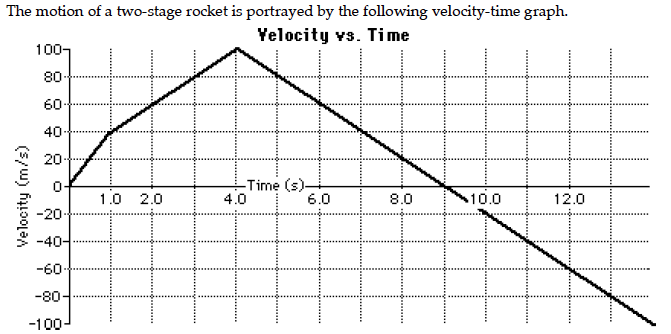 The motion of a two-stage rocket is portrayed by the following velocity-time graph.
Velocity vs. Time
100
80
60
40
20
0
-20
-40
-60
-80
-100
Velocity (m/s)
Time (s)
1.0 2.0 4.0 6.0 8.0 10.0 12.0